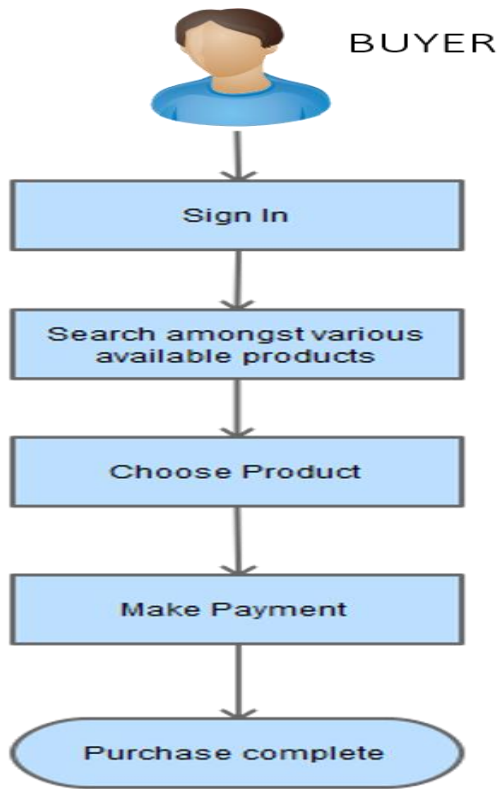 BUYER
Sign In
Search amongst various
available products
Choose Product
Make Payment
Purchase complete